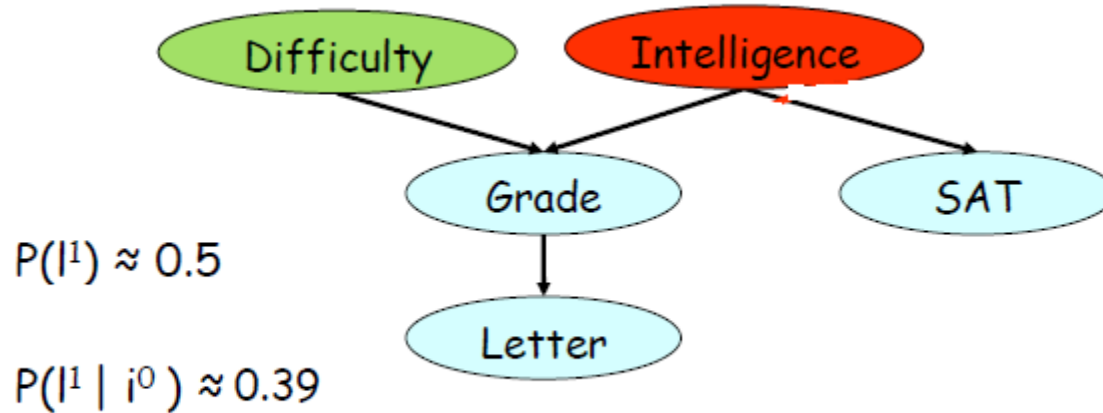 Difficulty
Intelligence
Grade
SAT
P(l¹) ≈ 0.5
Letter
P(l¹ | i⁰ ) ≈ 0.39